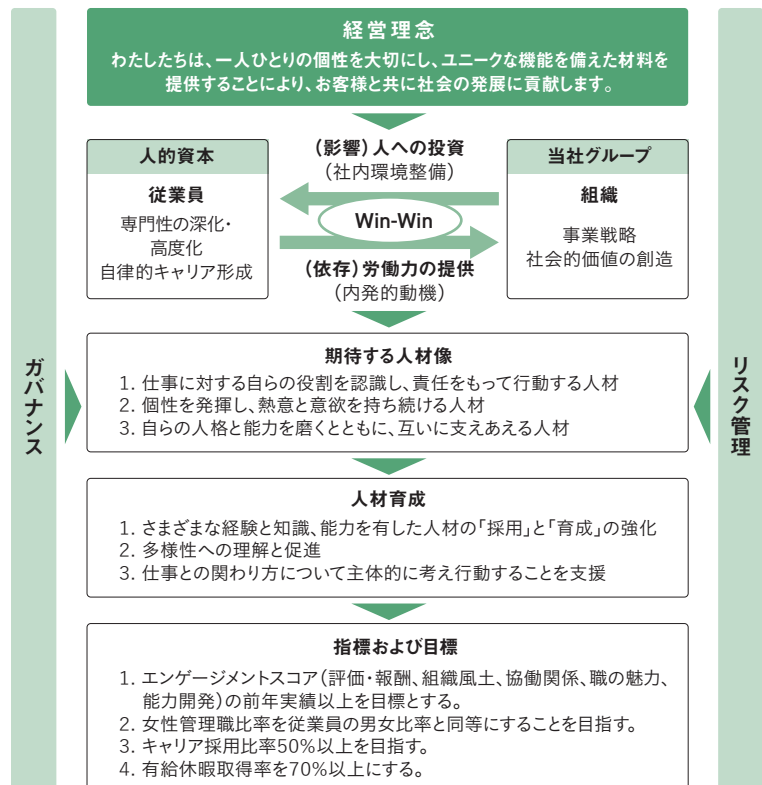 経営理念
わたしたちは、一人ひとりの個性を大切にし、ユニークな機能を備えた材料を
提供することにより、お客様と共に社会の発展に貢献します。
人的資本
従業員
専門性の深化・
高度化
自律的キャリア形成
(影響)人への投資
(社内環境整備)
Win-Win
(依存)労働力の提供
(内発的動機)
当社グループ
組織
事業戦略
社会的価値の創造
ガバナンス
リスク管理
期待する人材像
1. 仕事に対する自らの役割を認識し、責任をもって行動する人材
2. 個性を発揮し、熱意と意欲を持ち続ける人材
3. 自らの人格と能力を磨くとともに、互いに支えあえる人材
人材育成
1. さまざまな経験と知識、能力を有した人材の「採用」と「育成」の強化
2. 多様性への理解と促進
3. 仕事との関わり方について主体的に考え行動することを支援
指標および目標
1. エンゲージメントスコア(評価・報酬、組織風土、協働関係、職の魅力、
能力開発)の前年実績以上を目標とする。
2. 女性管理職比率を従業員の男女比率と同等にすることを目指す。
3. キャリア採用比率50%以上を目指す。
4. 有給休暇取得率を70%以上にする。